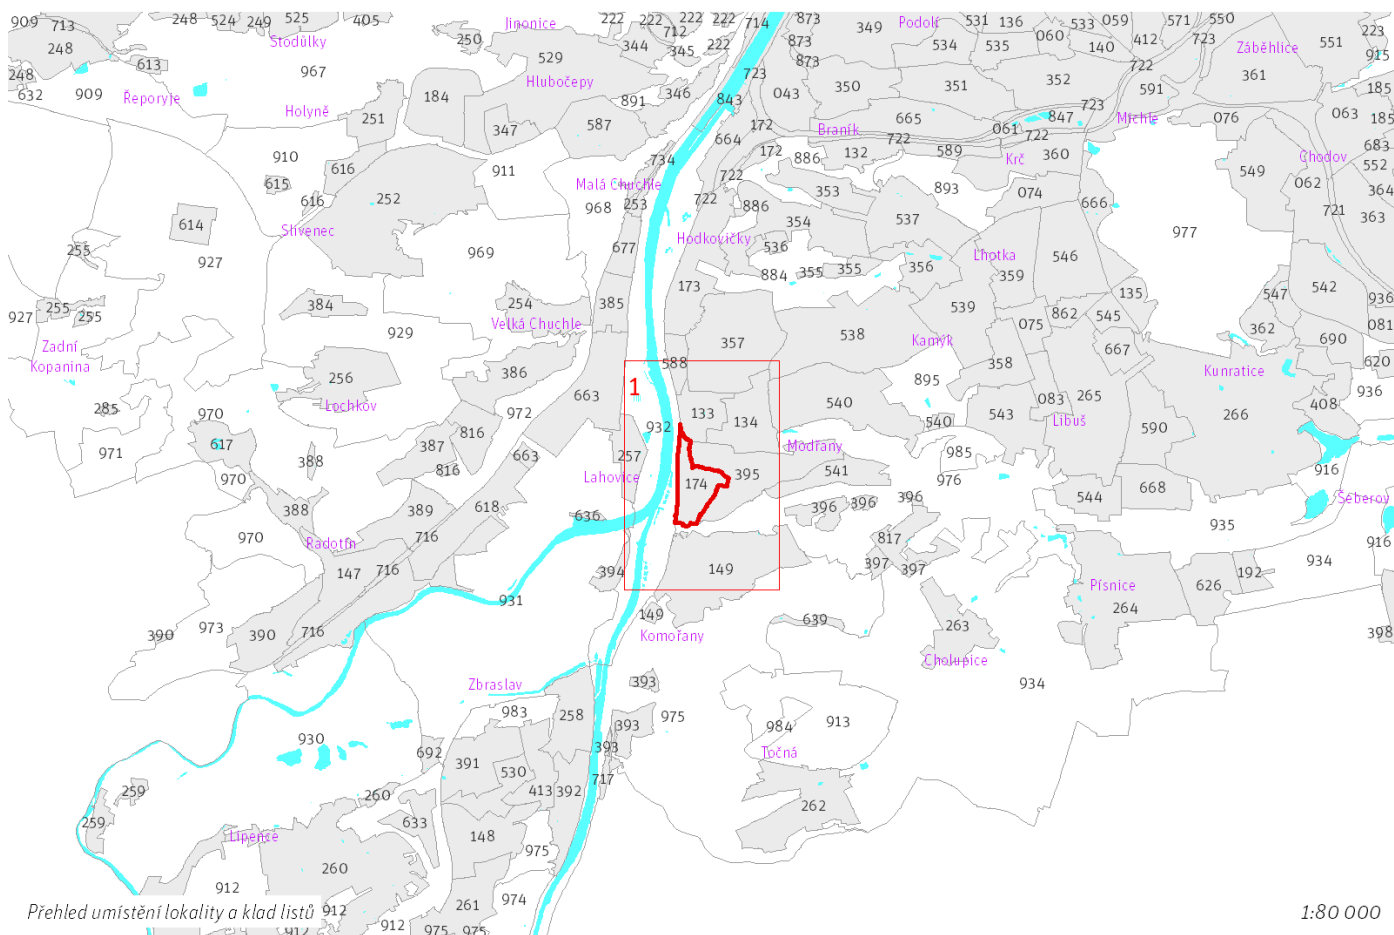 909 713 248 524 249 525 405 Jinonice 222 222 222 222 714 873 349 Podolí 531 136 533 059 571 550 223
248 Stodůlky 250 344 712 345 222 873 534 535 060 140 412 723 Záběhlice 551 915
248 613 967 529 873 722 361
632 909 Řeporyje Holyně 184 Hlubočepy 891 346 723 843 043 350 351 352 723 591 185
251 347 587 664 172 Braník 665 722 061 847 722 Michle 076 063 185
910 616 911 734 172 886 132 589 Krč 360 549 Chodov 683 552
615 616 252 Malá Chuchle 968 253 722 722 886 353 893 074 666 062 364
614 Slivenec 677 Hodkovičky 354 537 977 721 363
255 927 969 536 Lhotka 546
884 355 355 356 359
255 255 384 254 385 173 539 135 547 542 936
927 Zadní Kopanina 929 Velká Chuchle 357 538 Kamýk 075 862 545 362 690 081
256 386 588 358 667 Kunratice 620
285 Lochkov 972 663 1 133 134 895 540 083 265 266 408 936
970 617 971 388 387 816 932 Modřany 540 543 Libuš 590
970 816 663 257 Lahovice 174 395 541 985 976 916
388 389 618 396 396 396 544 668 Šeberov
970 Radotín 716 636 817 935 916
147 716 394 149 397 397 934
931 Písnice 626 192
390 973 390 716 149 Komořany 639 263 264 398
Zbraslav 393 Cholupice 934
983 258 393 975 984 913
930 692 391 393 Točná
530 717
259 260 413 392 262
259 633
Lipence 148 975
260
912 974
261
Přehled umístění lokality a klad listů 912 912 912 975 975 1:80 000